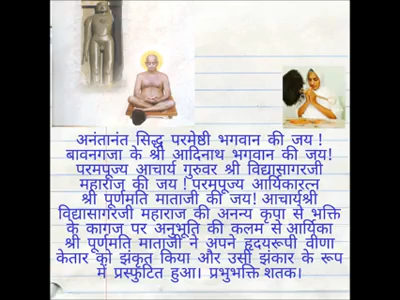 अनंतानंत सिद्ध परमेष्ठी भगवान की जय !
बावनगजा के श्री आदिनाथ भगवान की जय!
परमपूज्य आचार्य गुरुवर श्री विद्यासागरजी
महाराज की जय ! परमपूज्य आर्यिकारत्न
श्री पूर्णमति माताजी की जय! आचार्यश्री
विद्यासागरजी महाराज की अनन्य कृपा से भक्ति
के कागज पर अनुभूति की कलम से आर्यिका
श्री पूर्णमति माताजी ने अपने हृदयरूपी वीणा
केतार को झंकृत किया और उसी झंकार के रूप
में प्रस्फुटित हुआ। प्रभुभक्ति शतक।